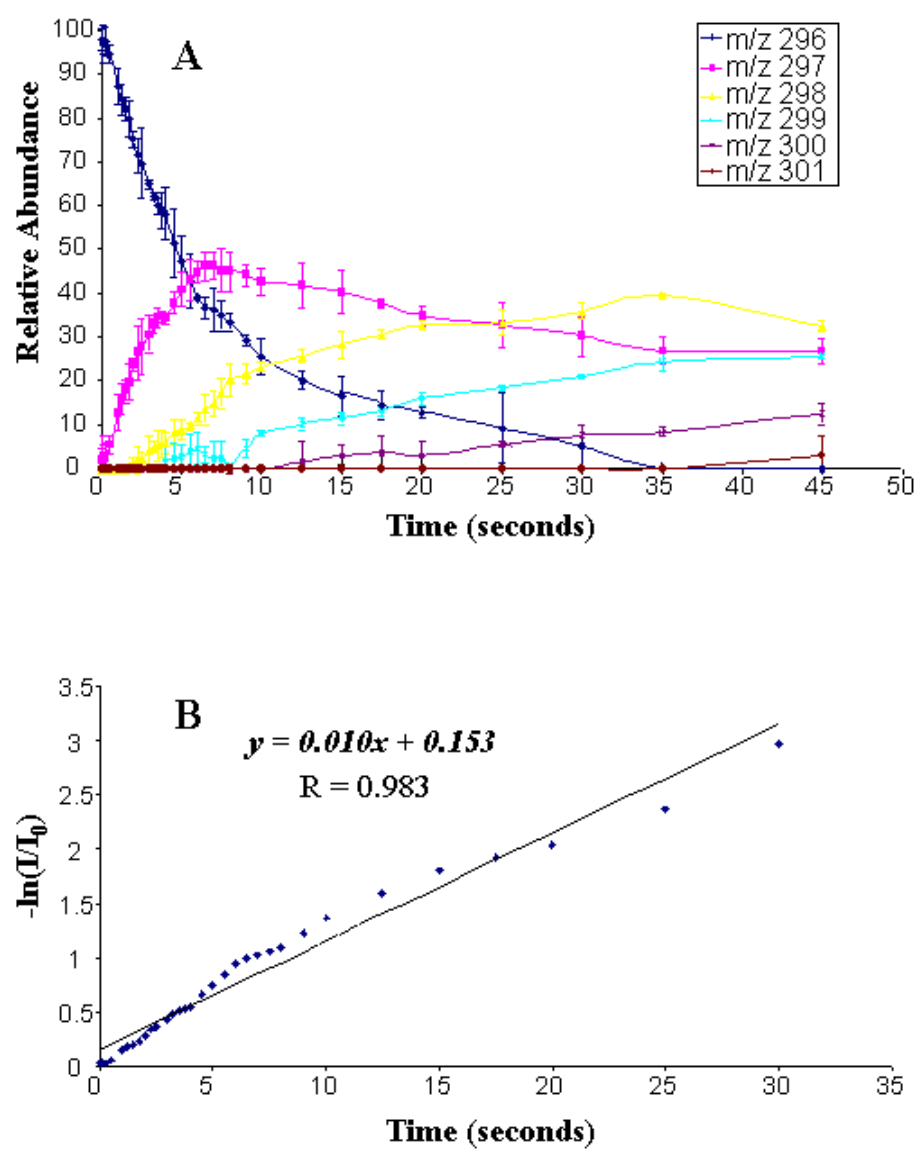 A
m/z 296
m/z 297
m/z 298
m/z 299
m/z 300
m/z 301
100
90
80
70
60
50
40
30
20
10
0
Relative Abundance
0 5 10 15 20 25 30 35 40 45 50
Time (seconds)
B
y = 0.010x + 0.153
R = 0.983
3.5
3
2.5
2
1.5
1
0.5
0
-ln(I/I0)
0 5 10 15 20 25 30 35
Time (seconds)